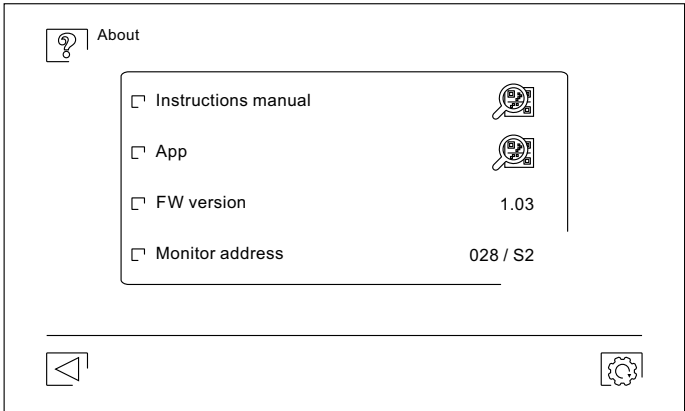 About
Instructions manual
App
FW version 1.03
Monitor address 028 / S2